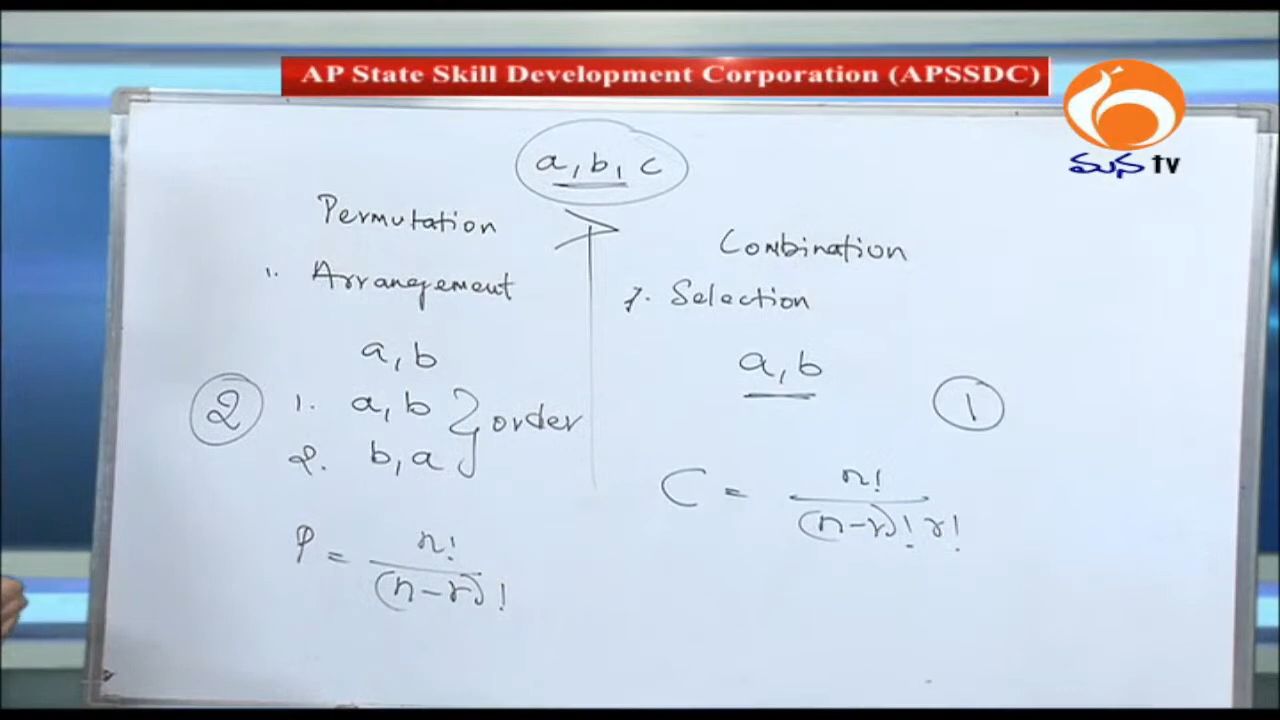 AP State Skill Development Corporation (APSSDC)
మన tv
a, b, c
Permutation > Combination
1. Arrangement
1. Selection
a, b
a, b
2
1. a, b } order
2. b, a
1
P = n! / (n-r)!
C = n! / (n-r)! r!